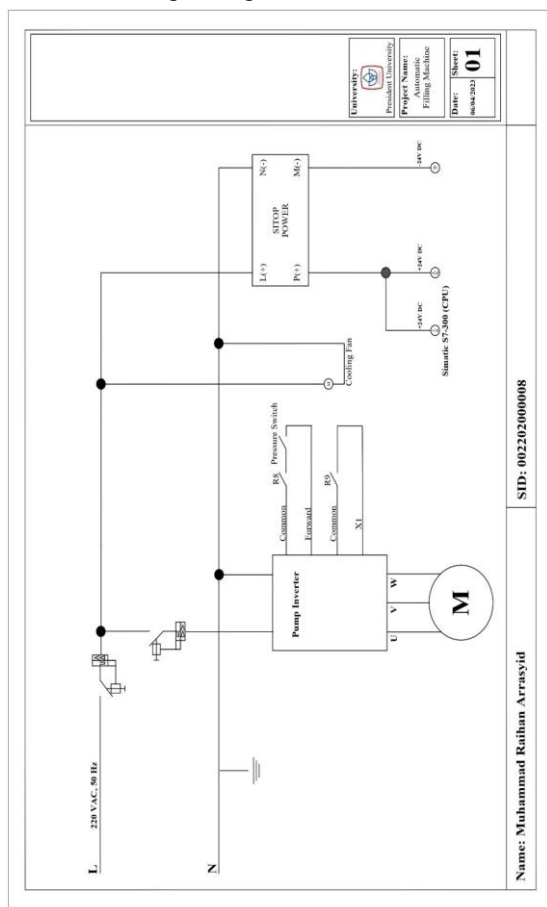 L
220 VAC, 50 Hz
N
Pump Inverter
Common
R8
Pressure Switch
Forward
Common
R9
X1
U
V
W
M
Cooling Fan
L(+)
N(-)
SITOP
POWER
P(+)
M(-)
+24V DC
+24V DC
-24V DC
Simatic S7-300 (CPU)
University:
President University
Project Name:
Automatic
Filling Machine
Date:
06/04/2023
Sheet:
01
Name: Muhammad Raihan Arrasyid
SID: 002202000008